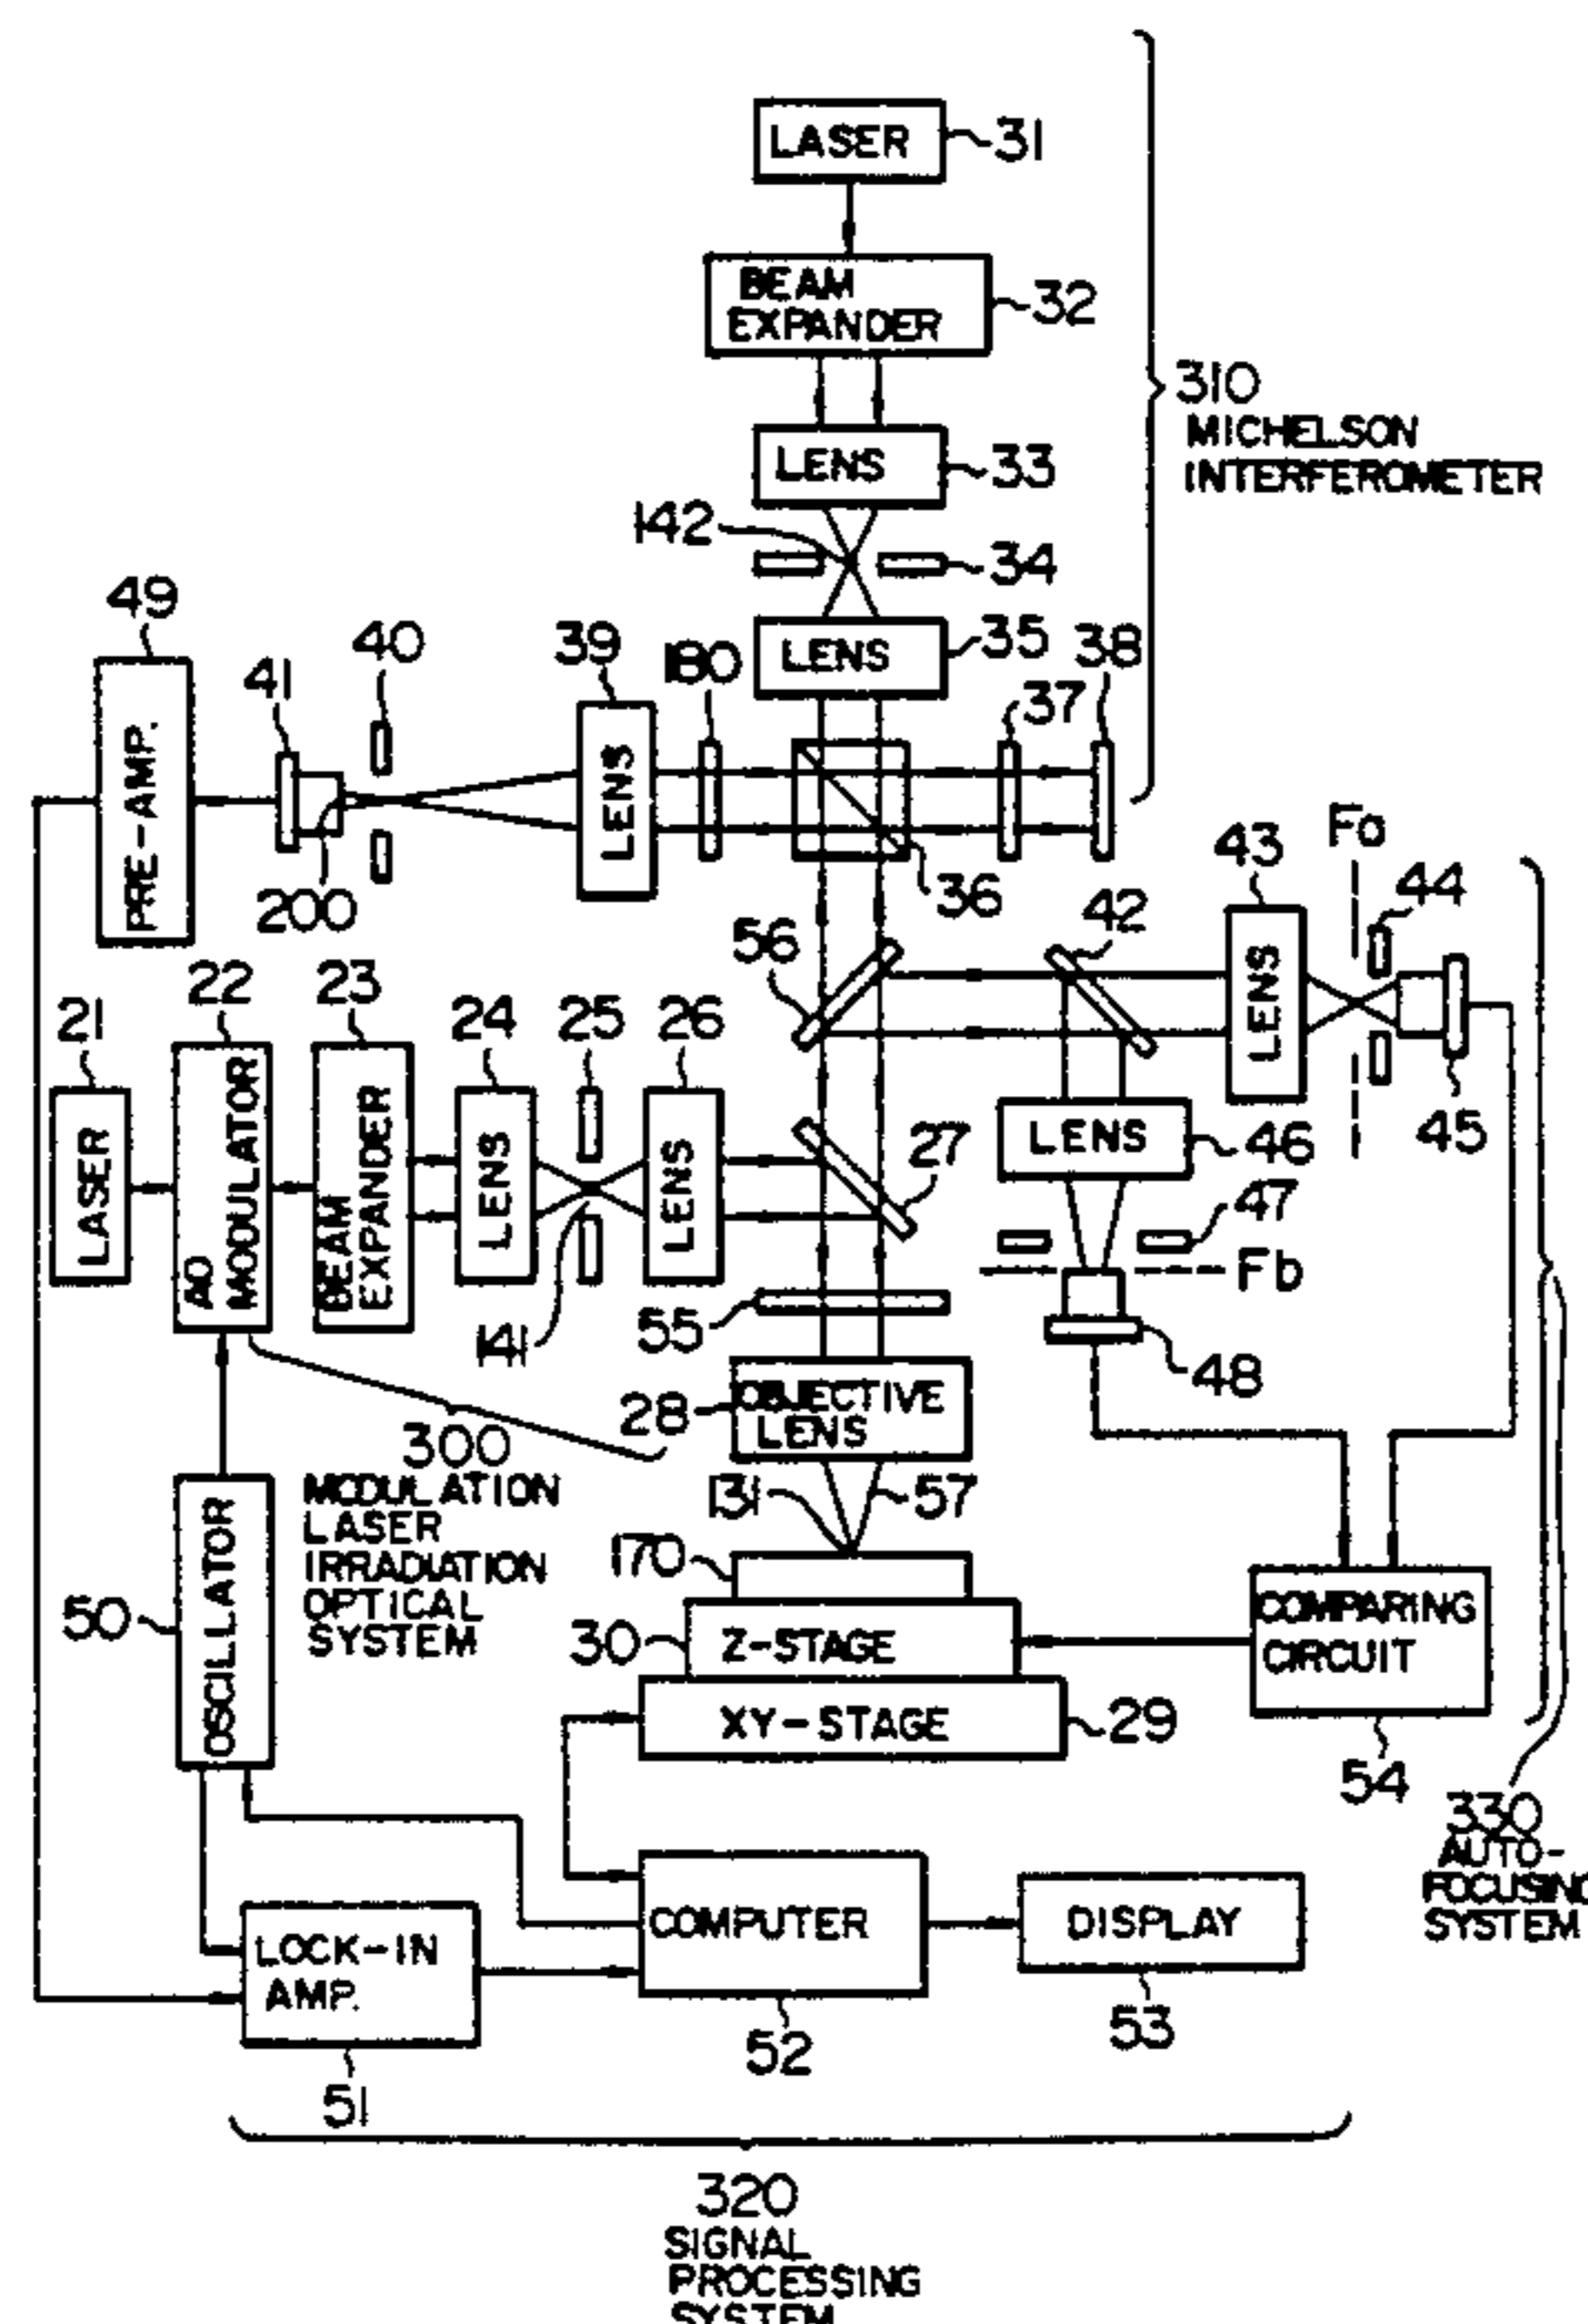 LASER
31
BEAM
EXPANDER
32
310
MICHELSON
INTERFEROMETER
LENS
33
142
34
LENS
35
49
PRE-AMP.
41
40
39
LENS
180
37
38
200
36
56
42
43
LENS
Fa
44
45
21
LASER
22
AO
MODULATOR
23
BEAM
EXPANDER
24
LENS
25
26
LENS
27
LENS
46
47
Fb
141
55
48
28
OBJECTIVE
LENS
300
MODULATION
LASER
IRRADIATION
OPTICAL
SYSTEM
131
57
170
50
OSCILLATOR
30
Z-STAGE
COMPARING
CIRCUIT
XY-STAGE
29
54
330
AUTO-
FOCUSING
SYSTEM
LOCK-IN
AMP.
51
COMPUTER
52
DISPLAY
53
320
SIGNAL
PROCESSING
SYSTEM